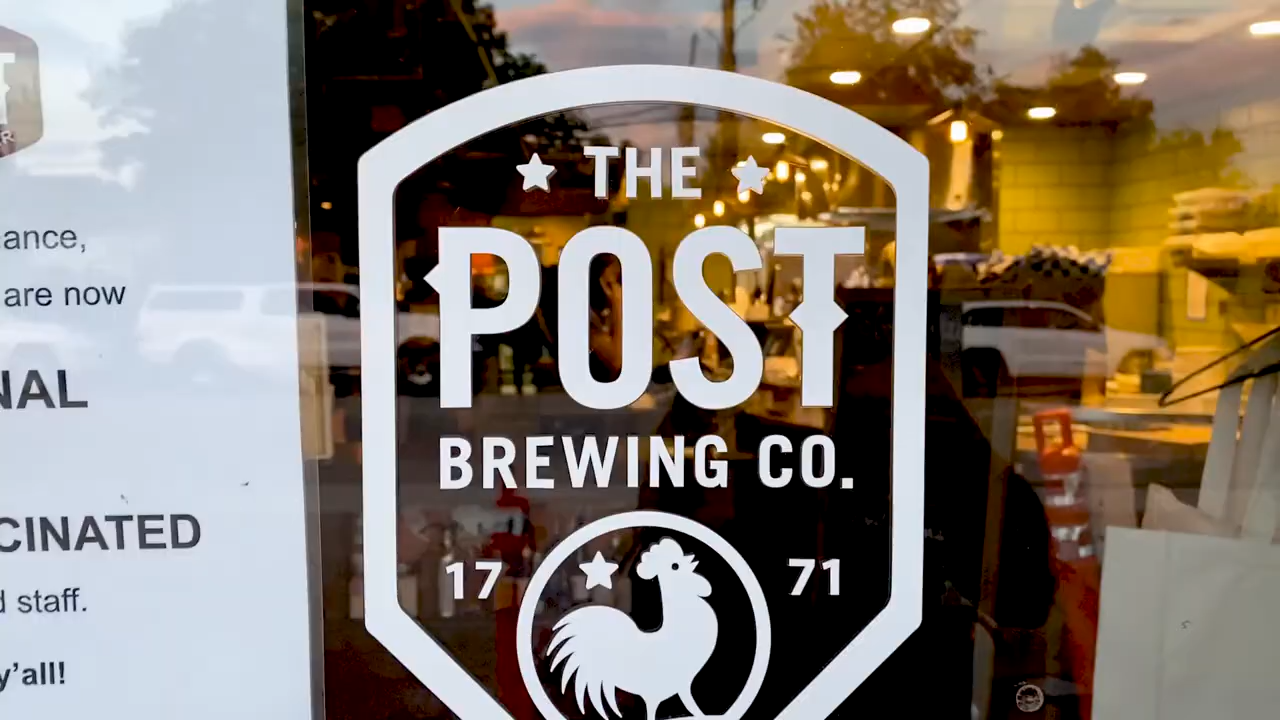 ance,
are now
NAL
CINATED
staff.
y'all!
THE
POST
BREWING CO.
17 71